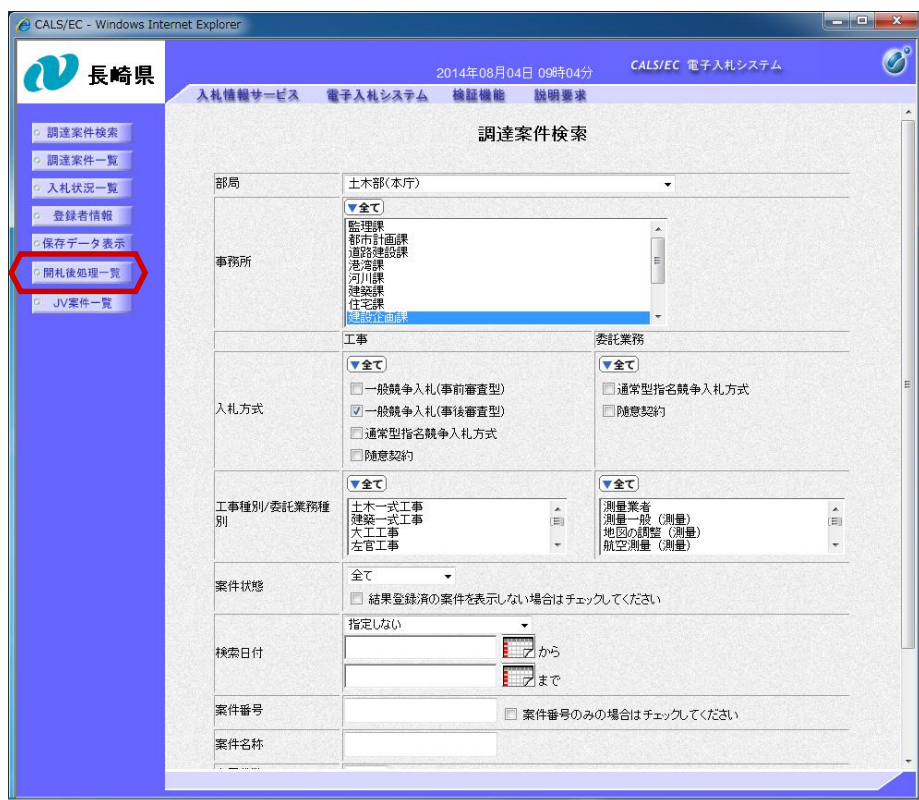 CALS/EC - Windows Internet Explorer
長崎県
2014年08月04日 09時04分
CALS/EC 電子入札システム
入札情報サービス 電子入札システム 検証機能 説明要求
調達案件検索
調達案件一覧
入札状況一覧
登録者情報
保存データ表示
開札後処理一覧
JV案件一覧
調達案件検索
部局 土木部(本庁)
事務所
▼全て
監理課
都市計画課
道路建設課
港湾課
河川課
建築課
住宅課
建設企画課
工事 委託業務
入札方式
▼全て ▼全て
一般競争入札(事前審査型) 通常型指名競争入札方式
一般競争入札(事後審査型) 随意契約
通常型指名競争入札方式
随意契約
工事種別/委託業務種別
▼全て ▼全て
土木一式工事 測量業者
建築一式工事 測量一般 (測量)
大工工事 地図の調整 (測量)
左官工事 航空測量 (測量)
案件状態 全て
結果登録済の案件を表示しない場合はチェックしてください
検索日付 指定しない
から
まで
案件番号 案件番号のみの場合はチェックしてください
案件名称